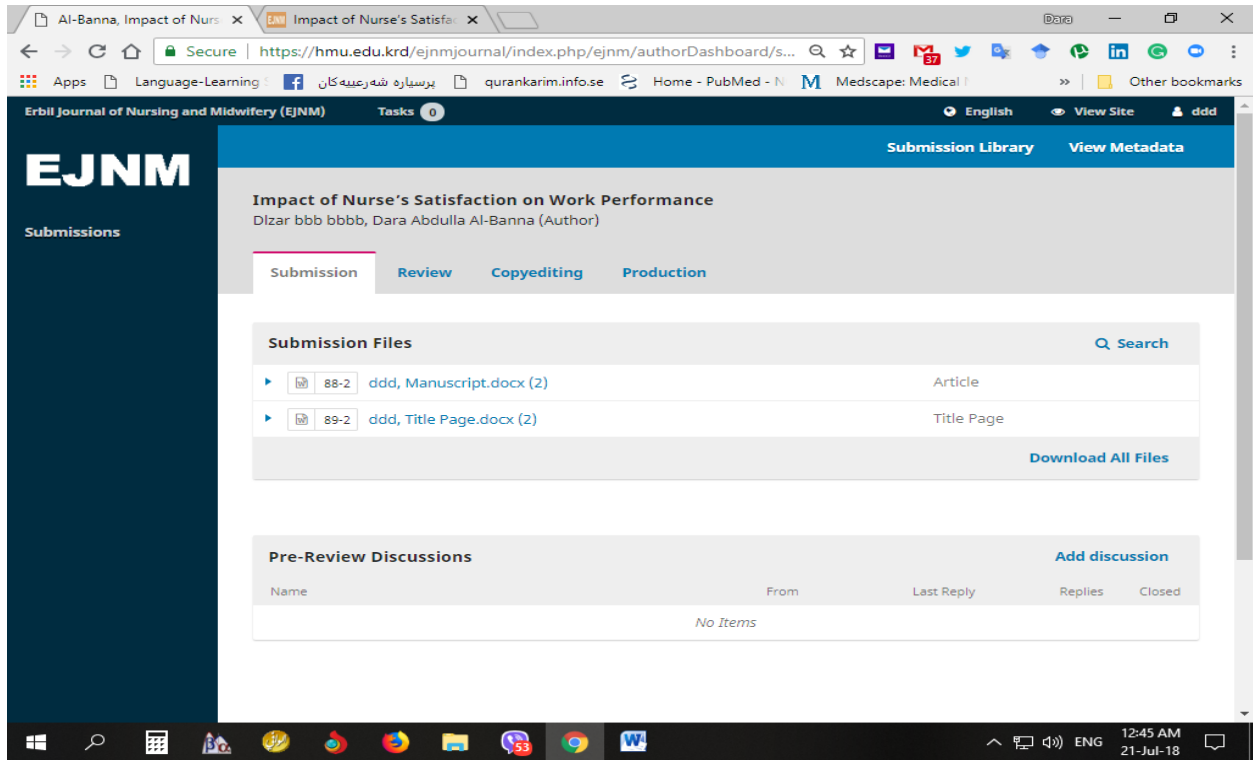 Al-Banna, Impact of Nurs
EJNM Impact of Nurse's Satisfac
Dara
Secure | https://hmu.edu.krd/ejnmjournal/index.php/ejnm/authorDashboard/s...
37
Apps Language-Learning S پرسیارە شەرعییەکان qurankarim.info.se Home - PubMed - N Medscape: Medical N » Other bookmarks
Erbil Journal of Nursing and Midwifery (EJNM) Tasks 0 English View Site ddd
Submission Library View Metadata
EJNM
Submissions
Impact of Nurse’s Satisfaction on Work Performance
Dlzar bbb bbbb, Dara Abdulla Al-Banna (Author)
Submission Review Copyediting Production
Submission Files Search
88-2 ddd, Manuscript.docx (2) Article
89-2 ddd, Title Page.docx (2) Title Page
Download All Files
Pre-Review Discussions Add discussion
Name From Last Reply Replies Closed
No Items
53
ENG
12:45 AM
21-Jul-18